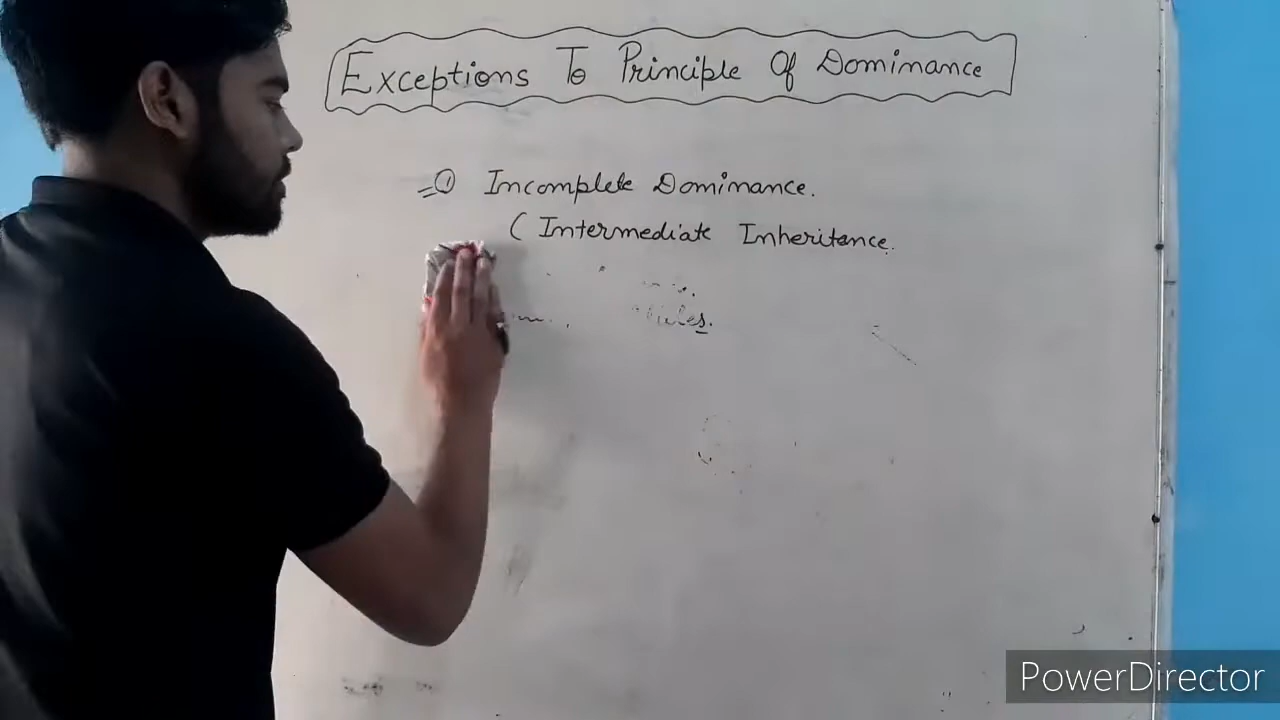 Exceptions To Principle Of Dominance
① Incomplete Dominance.
( Intermediate Inheritance.
PowerDirector